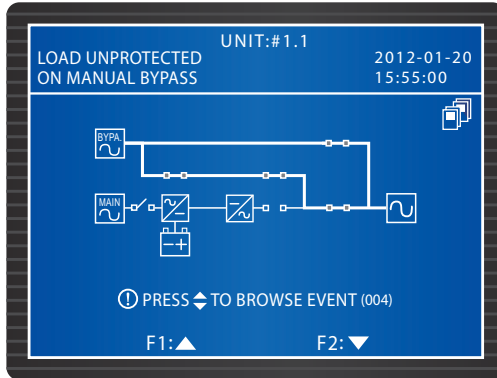 UNIT:#1.1
LOAD UNPROTECTED
2012-01-20
ON MANUAL BYPASS
15:55:00
BYPA.
MAIN
PRESS TO BROWSE EVENT (004)
F1:
F2: